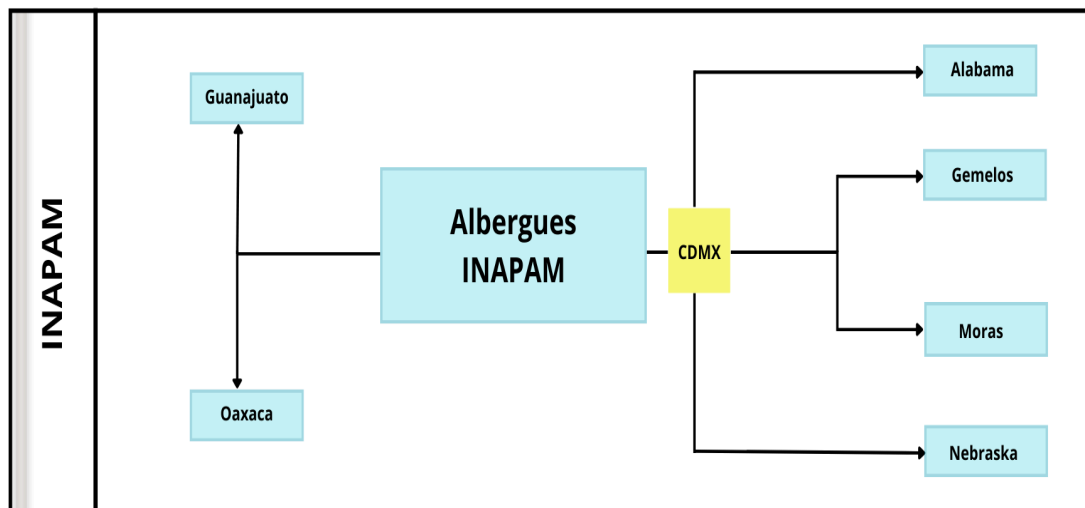 INAPAM
Guanajuato
Oaxaca
Albergues
INAPAM
CDMX
Alabama
Gemelos
Moras
Nebraska